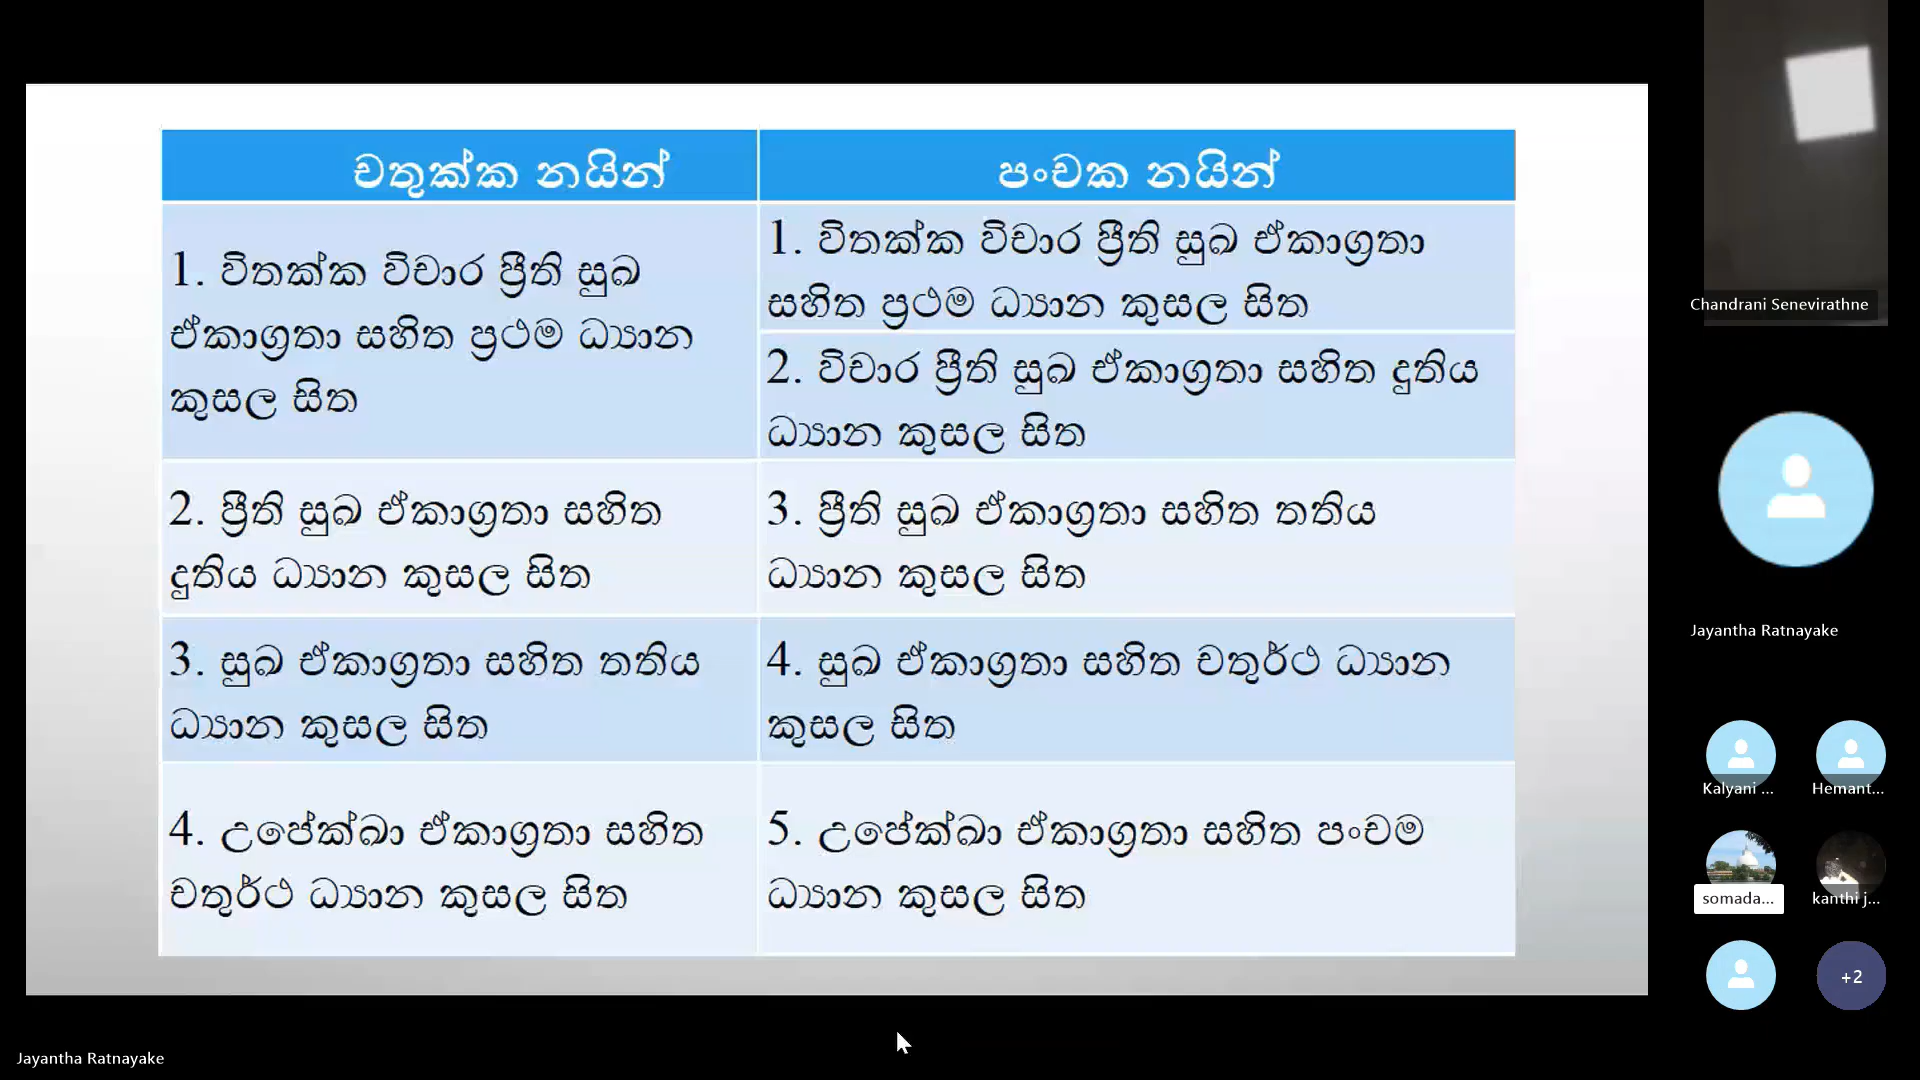 චතුක්ක නයින්
පංචක නයින්
1. විතක්ක විචාර ප්‍රීති සුඛ
ඒකාග්‍රතා සහිත ප්‍රථම ධ්‍යාන
කුසල සිත
1. විතක්ක විචාර ප්‍රීති සුඛ ඒකාග්‍රතා
සහිත ප්‍රථම ධ්‍යාන කුසල සිත
2. විචාර ප්‍රීති සුඛ ඒකාග්‍රතා සහිත දුතිය
ධ්‍යාන කුසල සිත
2. ප්‍රීති සුඛ ඒකාග්‍රතා සහිත
දුතිය ධ්‍යාන කුසල සිත
3. ප්‍රීති සුඛ ඒකාග්‍රතා සහිත තතිය
ධ්‍යාන කුසල සිත
3. සුඛ ඒකාග්‍රතා සහිත තතිය
ධ්‍යාන කුසල සිත
4. සුඛ ඒකාග්‍රතා සහිත චතුර්ථ ධ්‍යාන
කුසල සිත
4. උපේක්ඛා ඒකාග්‍රතා සහිත
චතුර්ථ ධ්‍යාන කුසල සිත
5. උපේක්ඛා ඒකාග්‍රතා සහිත පංචම
ධ්‍යාන කුසල සිත
Chandrani Senevirathne
Jayantha Ratnayake
Kalyani ...
Hemant...
somada...
kanthi j...
+2
Jayantha Ratnayake